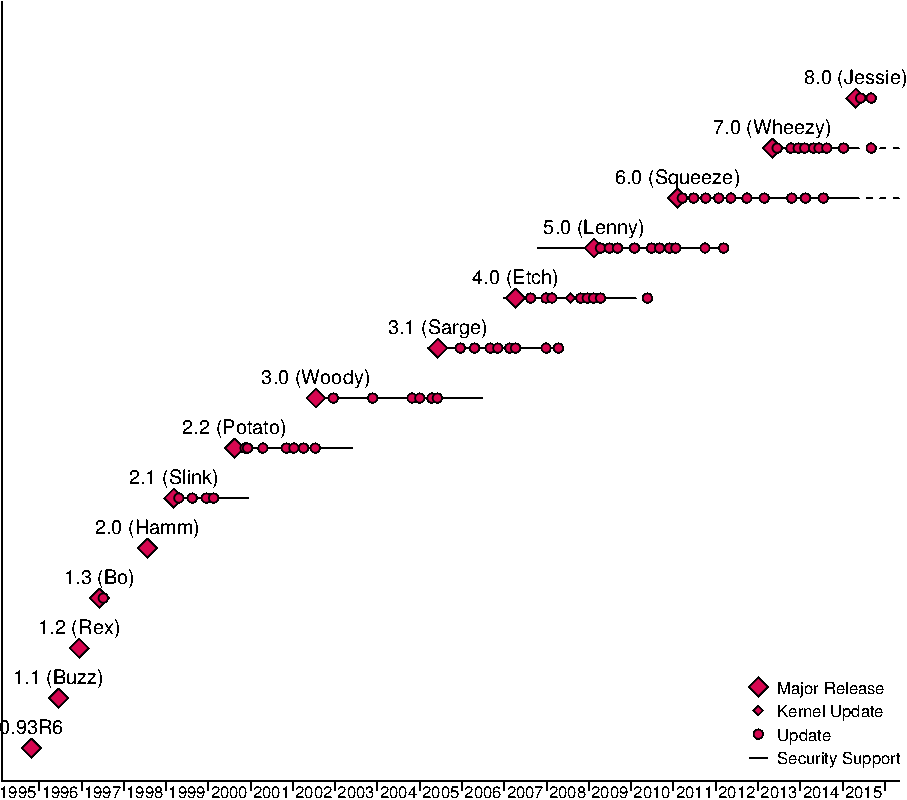 8.0 (Jessie)
7.0 (Wheezy)
6.0 (Squeeze)
5.0 (Lenny)
4.0 (Etch)
3.1 (Sarge)
3.0 (Woody)
2.2 (Potato)
2.1 (Slink)
2.0 (Hamm)
1.3 (Bo)
1.2 (Rex)
1.1 (Buzz)
0.93R6
Major Release
Kernel Update
Update
Security Support
1995 1996 1997 1998 1999 2000 2001 2002 2003 2004 2005 2006 2007 2008 2009 2010 2011 2012 2013 2014 2015